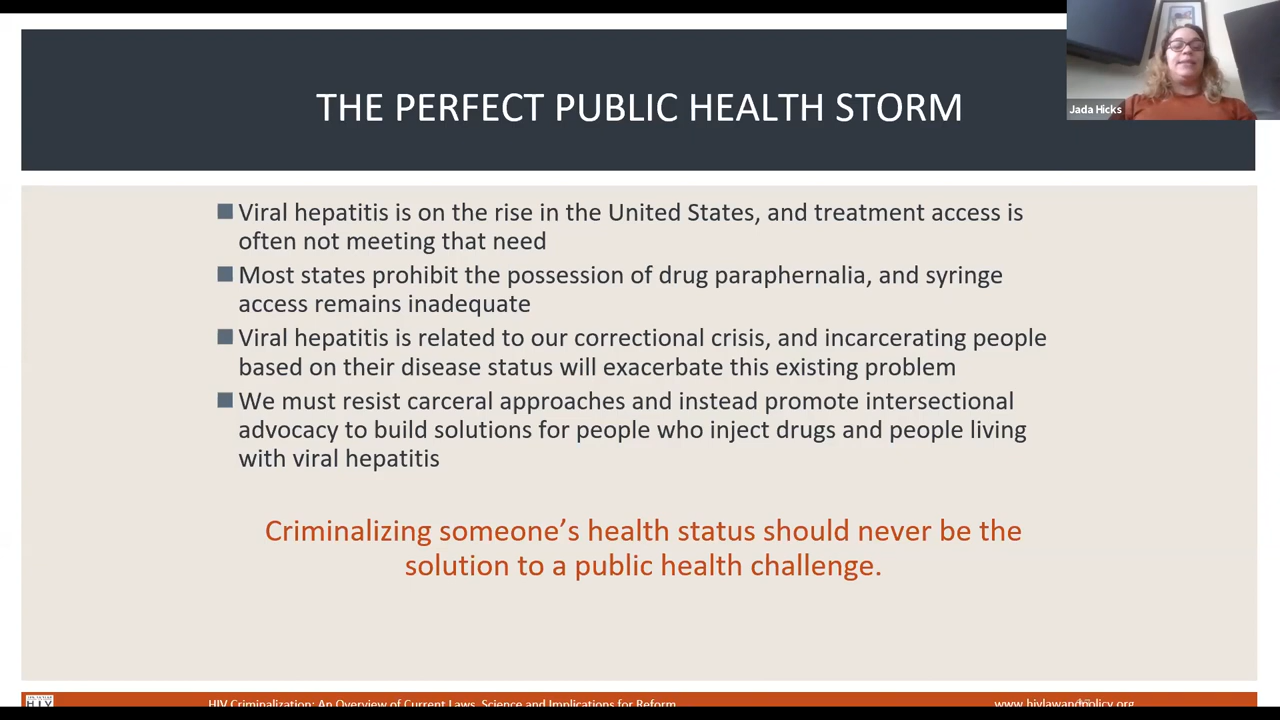 THE PERFECT PUBLIC HEALTH STORM
Jada Hicks
Viral hepatitis is on the rise in the United States, and treatment access is
often not meeting that need
Most states prohibit the possession of drug paraphernalia, and syringe
access remains inadequate
Viral hepatitis is related to our correctional crisis, and incarcerating people
based on their disease status will exacerbate this existing problem
We must resist carceral approaches and instead promote intersectional
advocacy to build solutions for people who inject drugs and people living
with viral hepatitis
Criminalizing someone’s health status should never be the
solution to a public health challenge.
HIV Criminalization: An Overview of Current Laws, Science and Implications for Reform
www.hivlawandpolicy.org
HIV